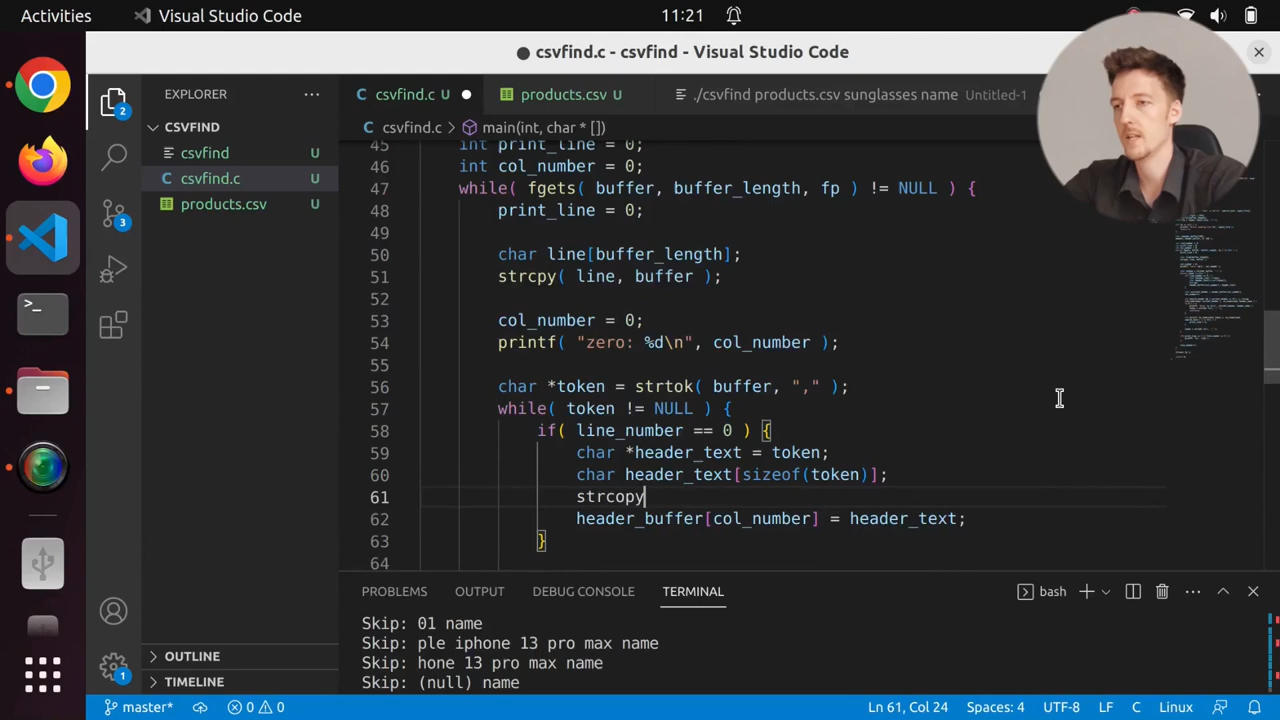 Activities
Visual Studio Code
11:21
● csvfind.c - csvfind - Visual Studio Code
EXPLORER
csvfind.c U
products.csv U
./csvfind products.csv sunglasses name Untitled-1
CSVFIND
csvfind U
csvfind.c U
products.csv U
OUTLINE
TIMELINE
2
3
1
csvfind.c > main(int, char * [])
45 int print_line = 0;
46 int col_number = 0;
47 while( fgets( buffer, buffer_length, fp ) != NULL ) {
48 print_line = 0;
49
50 char line[buffer_length];
51 strcpy( line, buffer );
52
53 col_number = 0;
54 printf( "zero: %d\n", col_number );
55
56 char *token = strtok( buffer, "," );
57 while( token != NULL ) {
58 if( line_number == 0 ) {
59 char *header_text = token;
60 char header_text[sizeof(token)];
61 strcopy
62 header_buffer[col_number] = header_text;
63 }
64
PROBLEMS OUTPUT DEBUG CONSOLE TERMINAL
bash
Skip: 01 name
Skip: ple iphone 13 pro max name
Skip: hone 13 pro max name
Skip: (null) name
master* 0 0
Ln 61, Col 24 Spaces: 4 UTF-8 LF C Linux